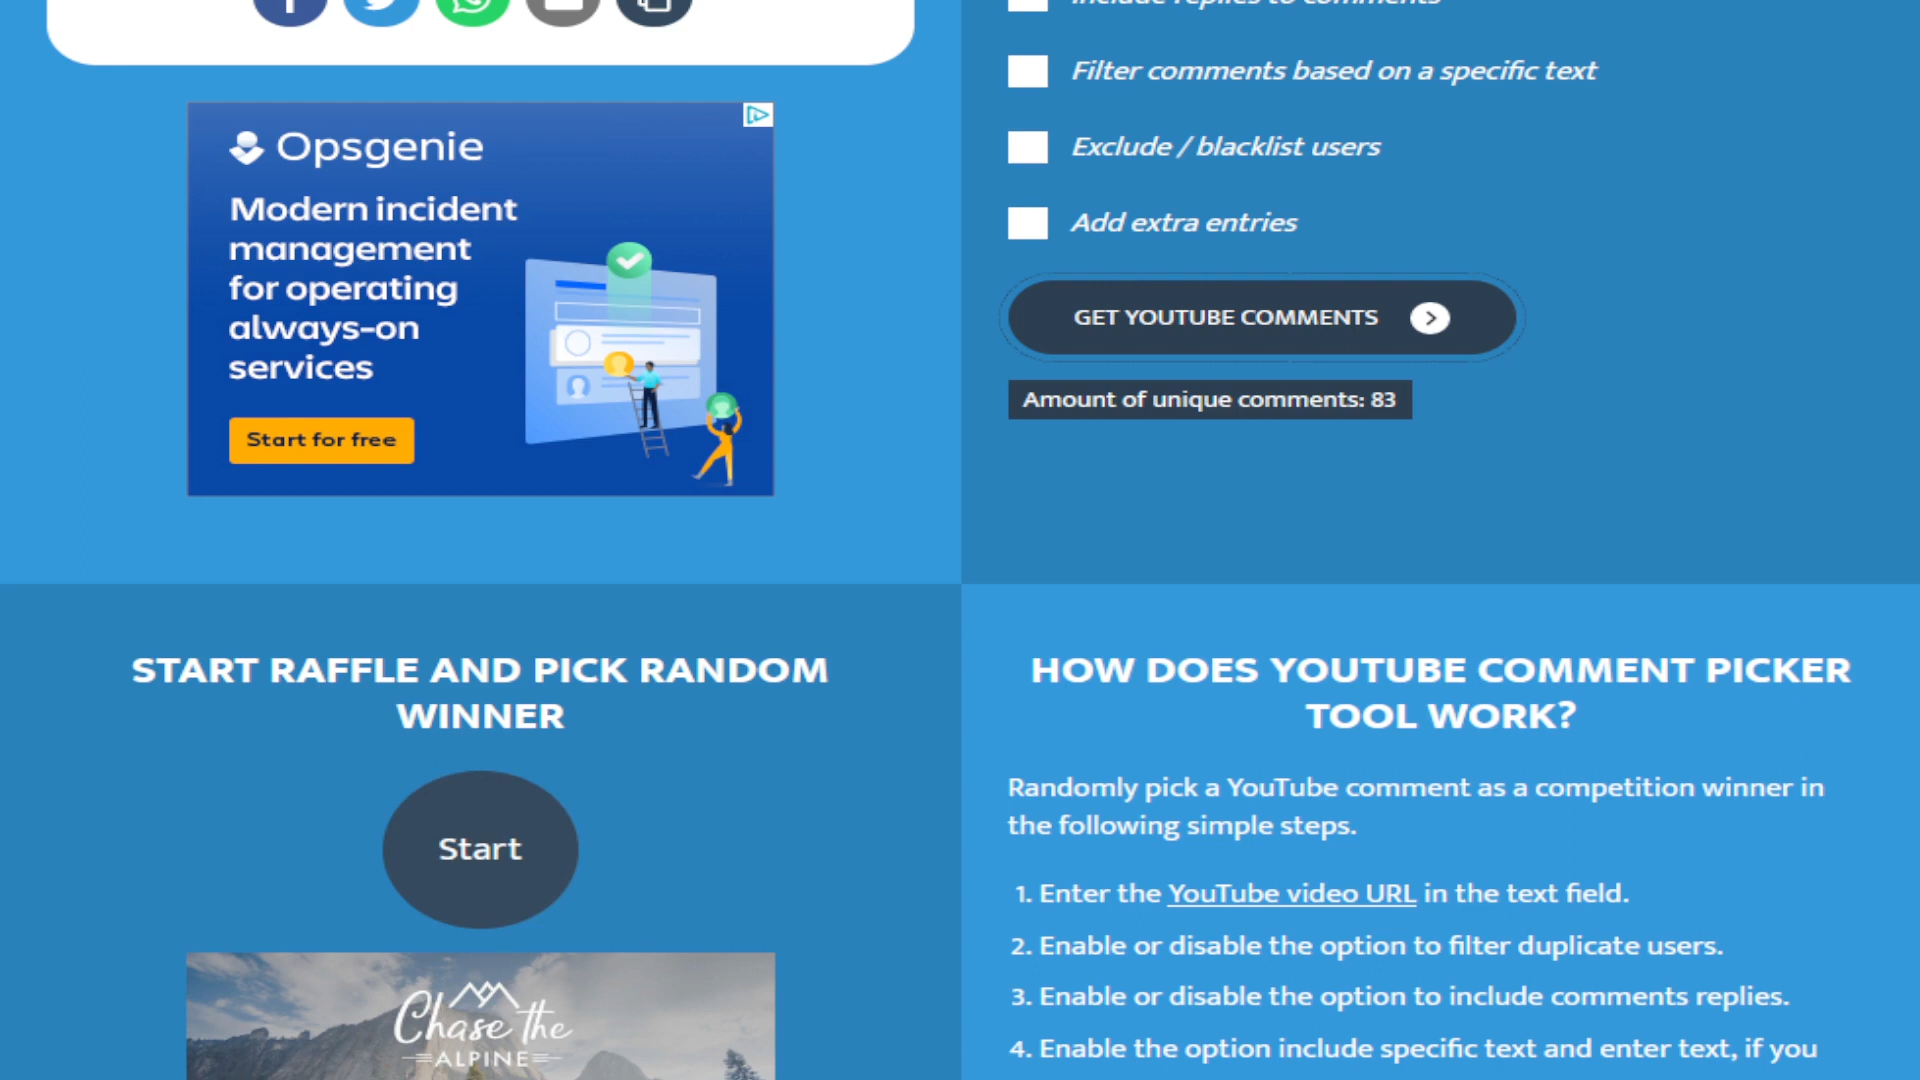 Include replies to comments
Filter comments based on a specific text
Exclude / blacklist users
Add extra entries
GET YOUTUBE COMMENTS
Amount of unique comments: 83
Opsgenie
Modern incident
management
for operating
always-on
services
Start for free
START RAFFLE AND PICK RANDOM
WINNER
Start
Chase the
ALPINE
HOW DOES YOUTUBE COMMENT PICKER
TOOL WORK?
Randomly pick a YouTube comment as a competition winner in
the following simple steps.
1. Enter the YouTube video URL in the text field.
2. Enable or disable the option to filter duplicate users.
3. Enable or disable the option to include comments replies.
4. Enable the option include specific text and enter text, if you